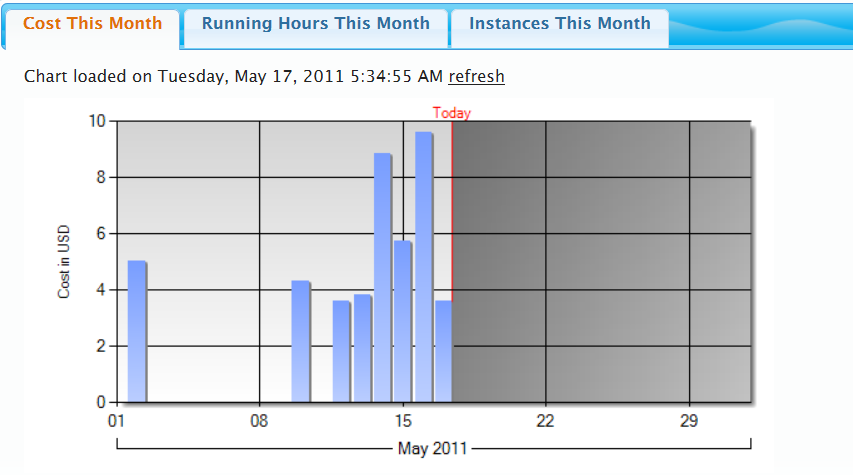 Cost This Month Running Hours This Month Instances This Month
Chart loaded on Tuesday, May 17, 2011 5:34:55 AM refresh
Today
10
8
6
4
2
0
Cost in USD
01 08 15 22 29
May 2011